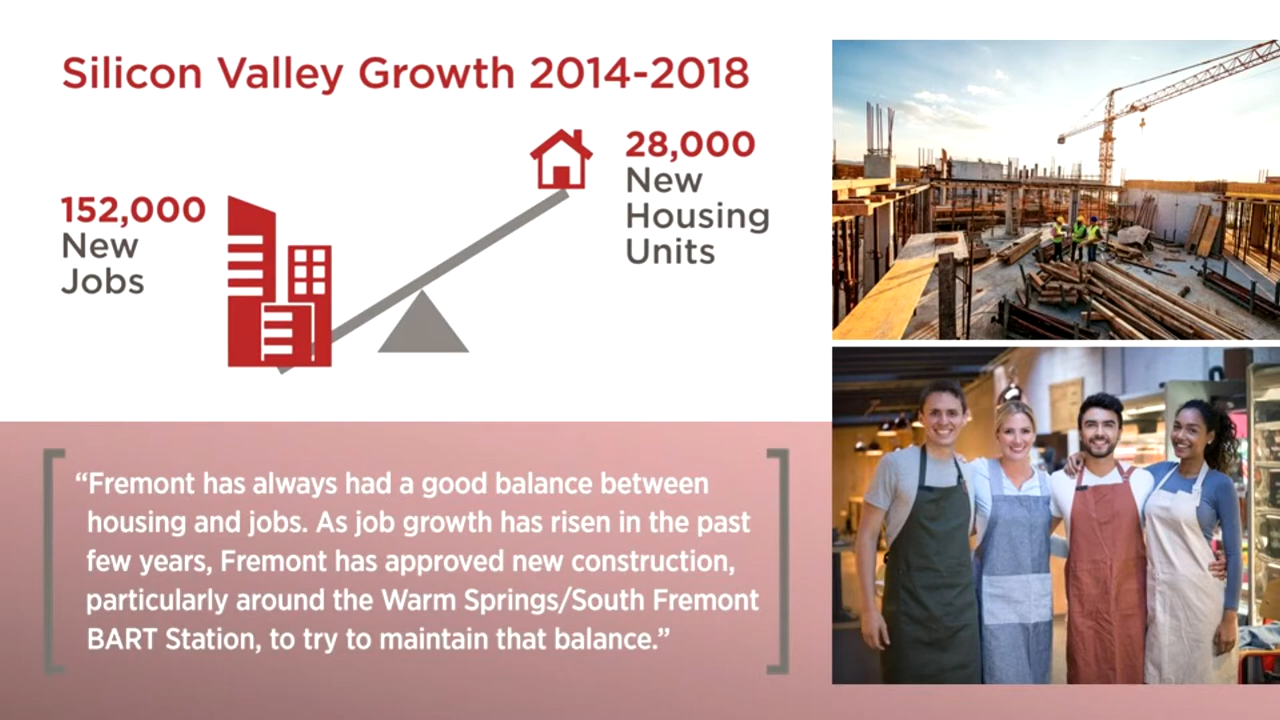 Silicon Valley Growth 2014-2018
152,000
New
Jobs
28,000
New
Housing
Units
“Fremont has always had a good balance between
housing and jobs. As job growth has risen in the past
few years, Fremont has approved new construction,
particularly around the Warm Springs/South Fremont
BART Station, to try to maintain that balance.”